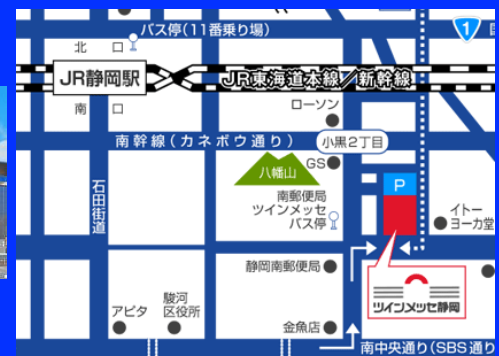 バス停(11番乗り場)
1
北口
JR静岡駅
JR東海道本線/新幹線
南口
ローソン
南幹線(カネボウ通り)
小黒2丁目
GS
八幡山
P
石田街道
南郵便局
ツインメッセ
バス停
イトー
ヨーカ堂
静岡南郵便局
ツインメッセ静岡
アピタ
駿河
区役所
金魚店
南中央通り(SBS通り